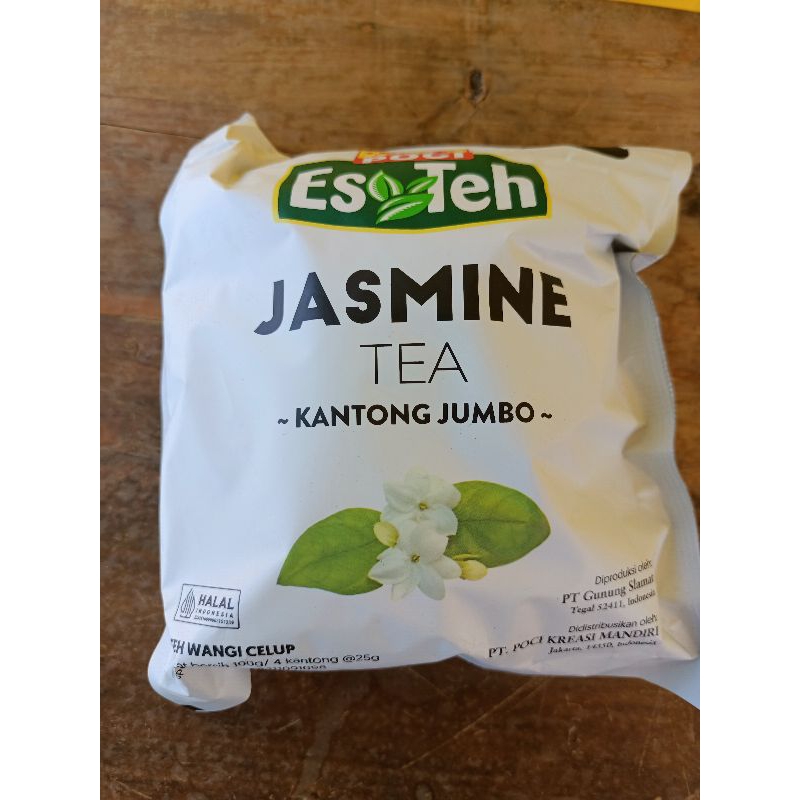 POCI
Es Teh
JASMINE
TEA
~ KANTONG JUMBO ~
HALAL
INDONESIA
Diproduksi oleh:
PT Gunung Slamat
Tegal 52411, Indonesia
Didistribusikan oleh:
PT. POCI KREASI MANDIRI
Jakarta, 14350, Indonesia
TEH WANGI CELUP
bersih 100g/ 4 kantong @25g